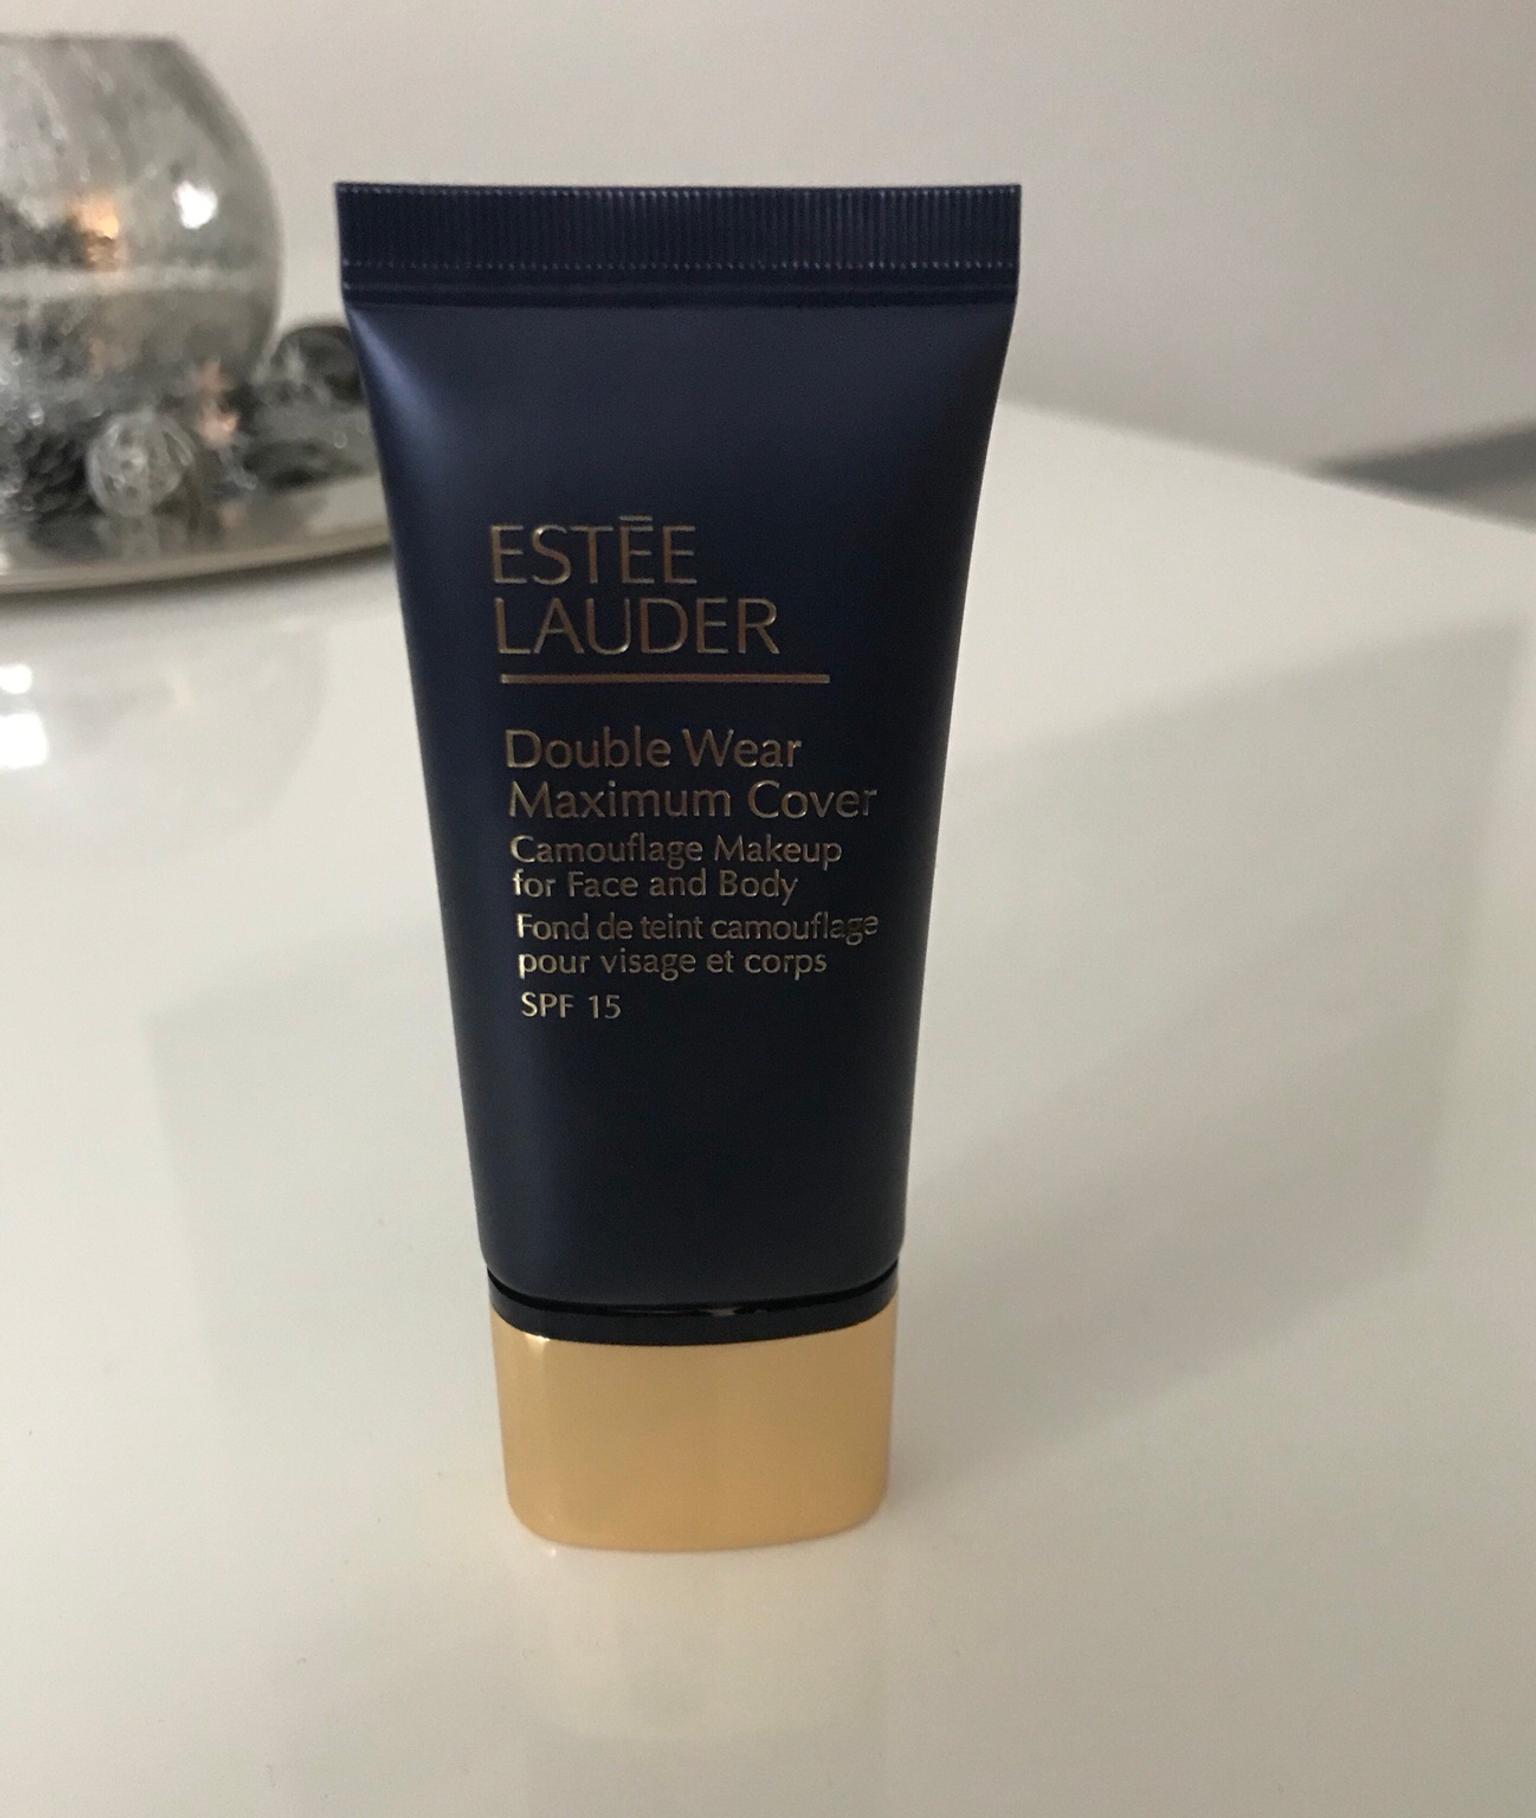 ESTĒE
LAUDER
Double Wear
Maximum Cover
Camouflage Makeup
for Face and Body
Fond de teint camouflage
pour visage et corps
SPF 15